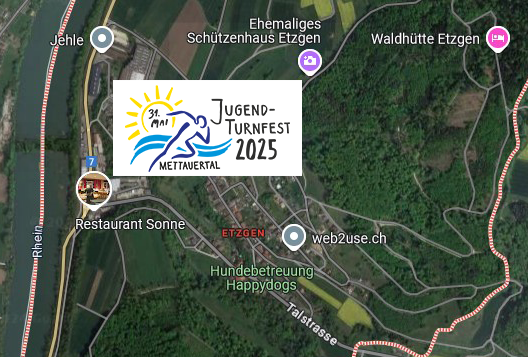 Ehemaliges
Schützenhaus Etzgen
Jehle
Waldhütte Etzgen
31.
MAI
JUGEND-
TURNFEST
2025
METTAUERTAL
7
Restaurant Sonne
Rhein
ETZGEN
web2use.ch
Hundebetreuung
Happydogs
Talstrasse